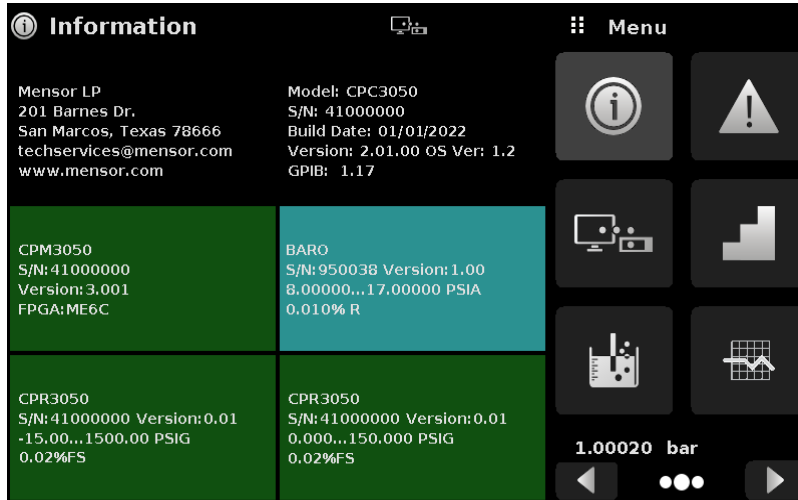 Information
Menu
Mensor LP
201 Barnes Dr.
San Marcos, Texas 78666
techservices@mensor.com
www.mensor.com
Model: CPC3050
S/N: 41000000
Build Date: 01/01/2022
Version: 2.01.00 OS Ver: 1.2
GPIB: 1.17
CPM3050
S/N:41000000
Version:3.001
FPGA:ME6C
BARO
S/N:950038 Version:1.00
8.00000...17.00000 PSIA
0.010% R
CPR3050
S/N:41000000 Version:0.01
-15.00...1500.00 PSIG
0.02%FS
CPR3050
S/N:41000000 Version:0.01
0.000...150.000 PSIG
0.02%FS
1.00020 bar